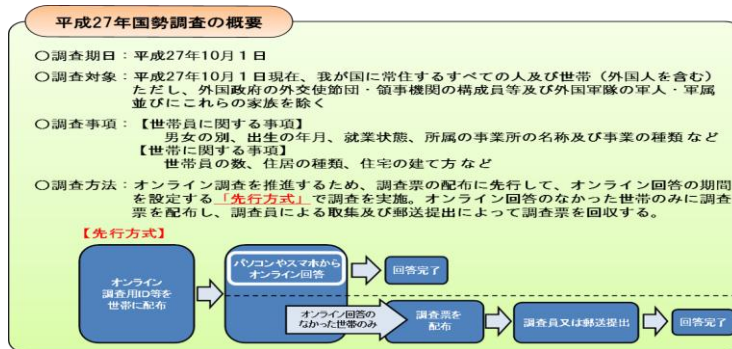 平成27年国勢調査の概要
〇調査期日：平成27年10月1日
〇調査対象：平成27年10月1日現在、我が国に常住するすべての人及び世帯（外国人を含む）
ただし、外国政府の外交使節団・領事機関の構成員等及び外国軍隊の軍人・軍属
並びにこれらの家族を除く
〇調査事項：【世帯員に関する事項】
男女の別、出生の年月、就業状態、所属の事業所の名称及び事業の種類 など
【世帯に関する事項】
世帯員の数、住居の種類、住宅の建て方 など
〇調査方法：オンライン調査を推進するため、調査票の配布に先行して、オンライン回答の期間
を設定する「先行方式」で調査を実施。オンライン回答のなかった世帯のみに調査
票を配布し、調査員による収集及び郵送提出によって調査票を回収する。
【先行方式】
オンライン
調査用ID等を
世帯に配布
パソコンやスマホから
オンライン回答
回答完了
オンライン回答の
なかった世帯のみ
調査票を
配布
調査員又は郵送提出
回答完了